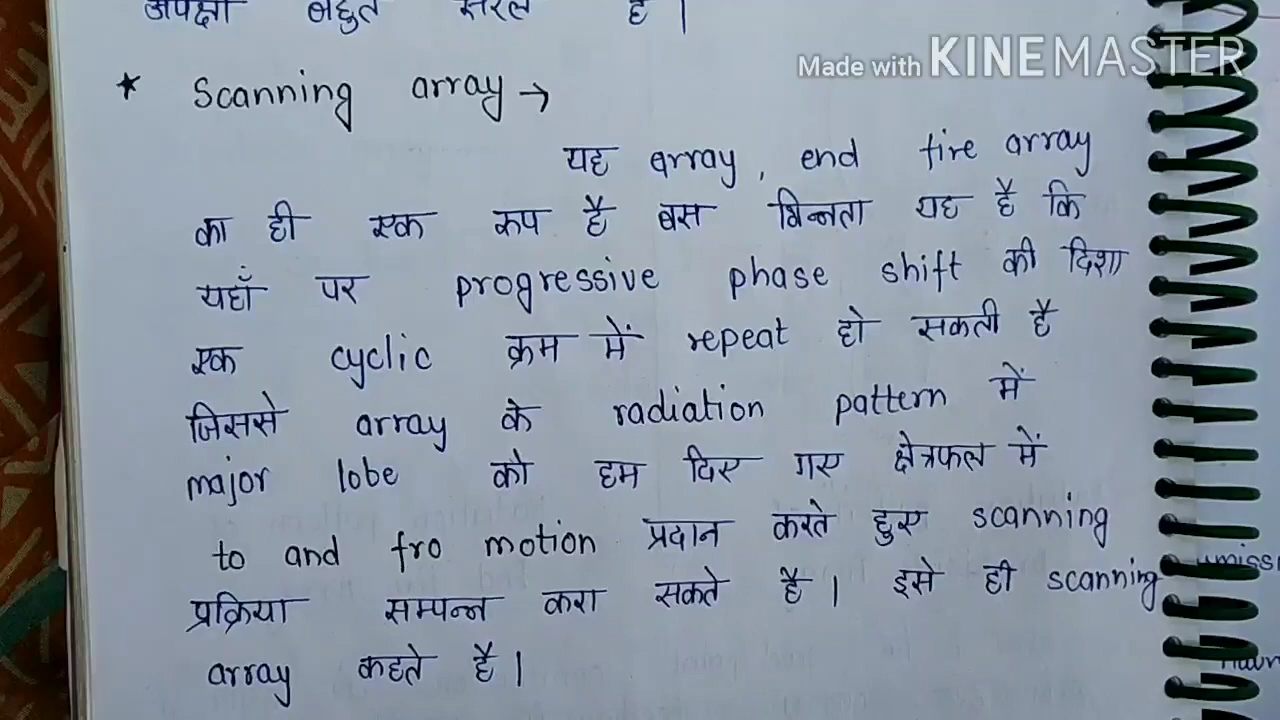 अपेक्षा बहुत सरल है |
Made with KINEMASTER
* Scanning array →
यह array, end fire array
का ही एक रूप है बस भिन्नता यह है कि
यहाँ पर progressive phase shift की दिशा
एक cyclic क्रम में repeat हो सकती है
जिससे array के radiation pattern में
major lobe को हम दिए गए क्षेत्रफल में
to and fro motion प्रदान करते हुए scanning
प्रक्रिया सम्पन्न करा सकते है | इसे ही scanning
array कहते है |